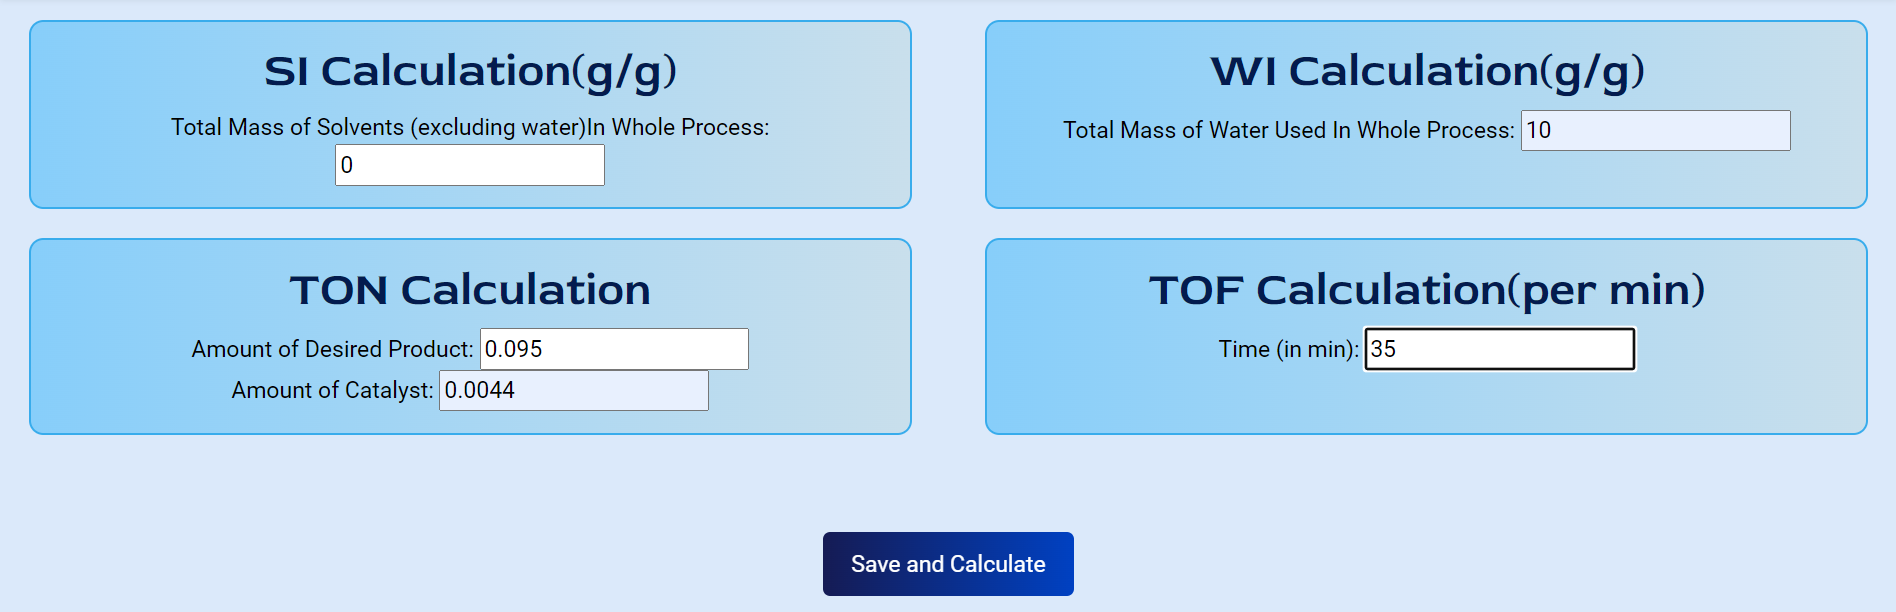 SI Calculation(g/g)
Total Mass of Solvents (excluding water)In Whole Process:
0
WI Calculation(g/g)
Total Mass of Water Used In Whole Process: 10
TON Calculation
Amount of Desired Product: 0.095
Amount of Catalyst: 0.0044
TOF Calculation(per min)
Time (in min): 35
Save and Calculate